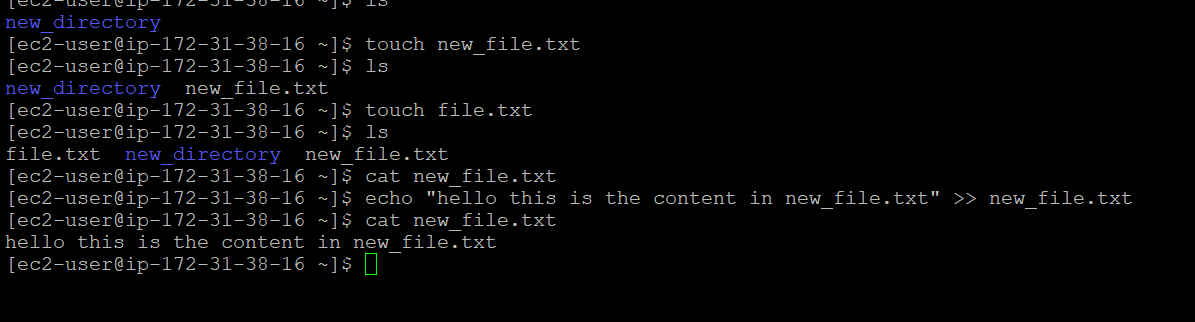 [ec2-user@ip-172-31-38-16 ~]$ ls
new_directory
[ec2-user@ip-172-31-38-16 ~]$ touch new_file.txt
[ec2-user@ip-172-31-38-16 ~]$ ls
new_directory  new_file.txt
[ec2-user@ip-172-31-38-16 ~]$ touch file.txt
[ec2-user@ip-172-31-38-16 ~]$ ls
file.txt  new_directory  new_file.txt
[ec2-user@ip-172-31-38-16 ~]$ cat new_file.txt
[ec2-user@ip-172-31-38-16 ~]$ echo "hello this is the content in new_file.txt" >> new_file.txt
[ec2-user@ip-172-31-38-16 ~]$ cat new_file.txt
hello this is the content in new_file.txt
[ec2-user@ip-172-31-38-16 ~]$